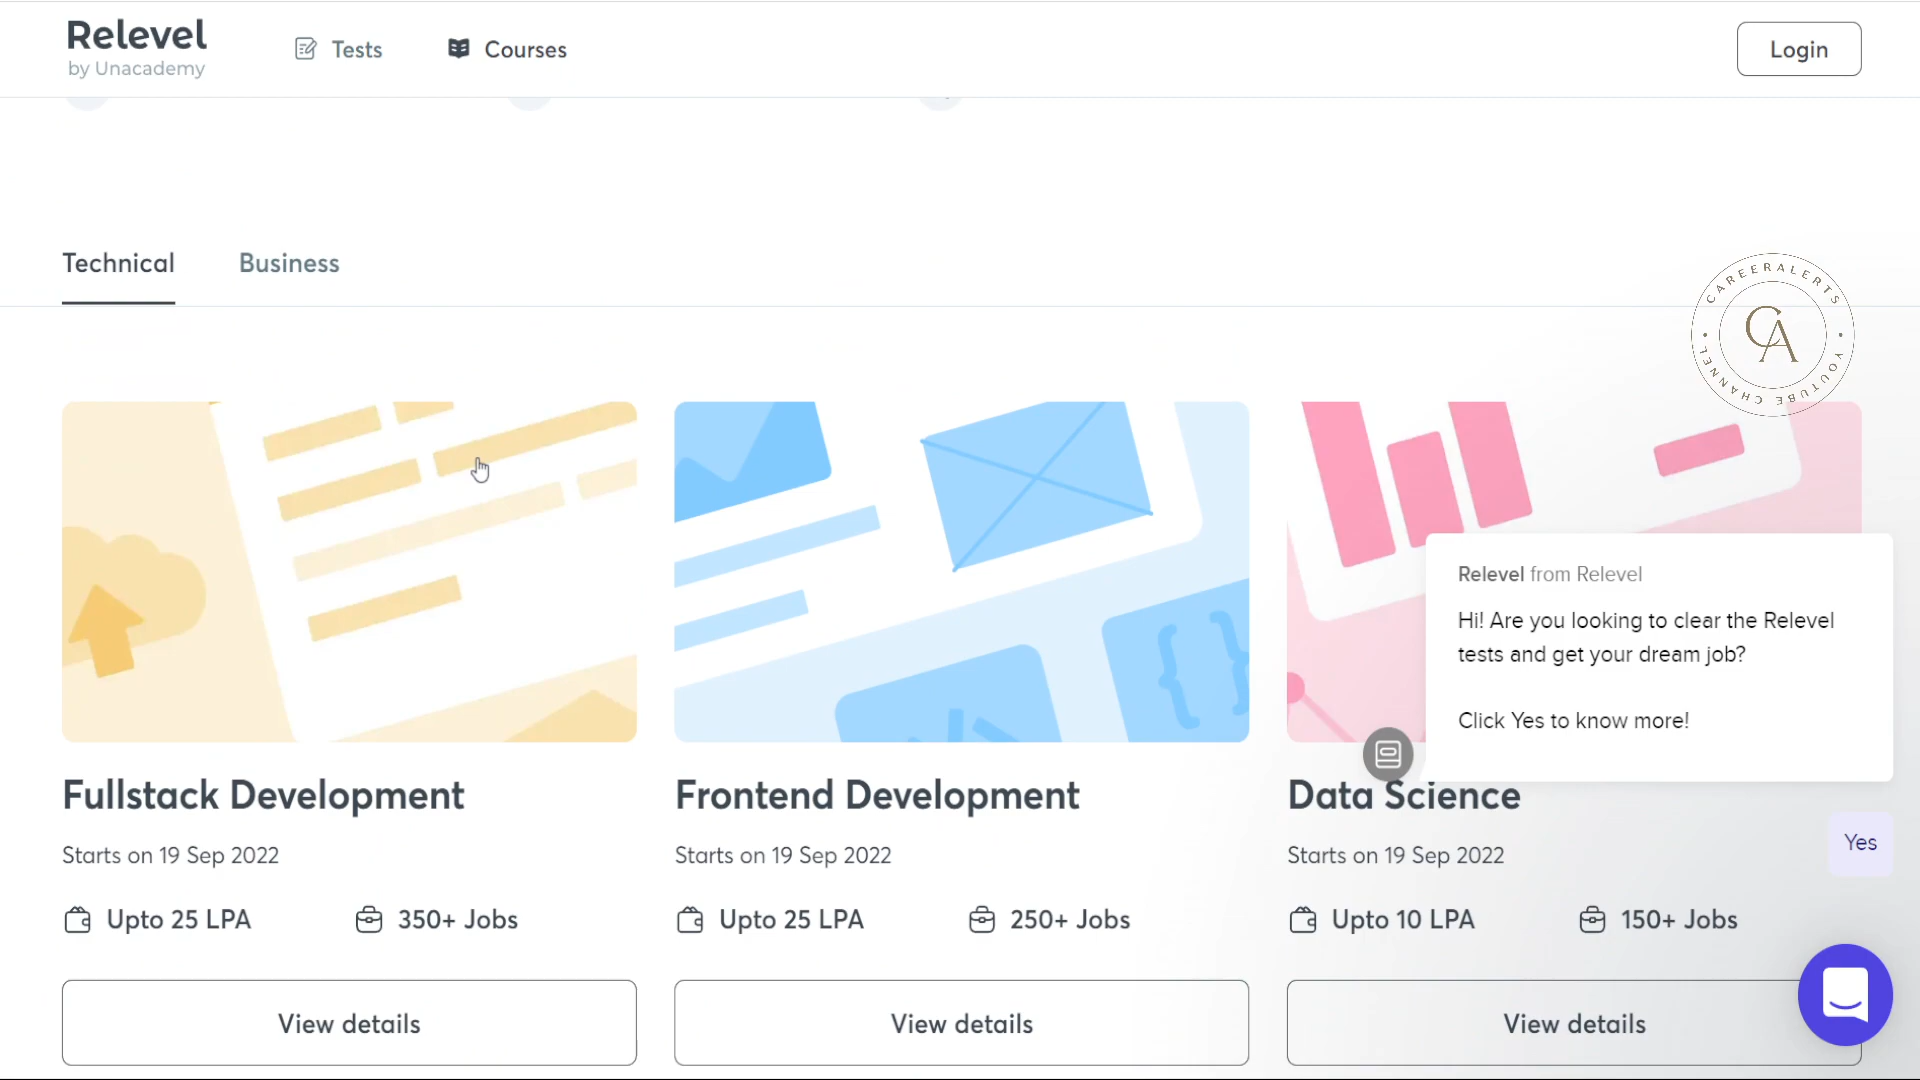 Relevel
by Unacademy
Tests
Courses
Login
Technical
Business
CAREERALERTS
CA
YOUTUBE CHANNEL
{}
</>
Relevel from Relevel
Hi! Are you looking to clear the Relevel
tests and get your dream job?
Click Yes to know more!
Yes
Fullstack Development
Starts on 19 Sep 2022
Upto 25 LPA
350+ Jobs
View details
Frontend Development
Starts on 19 Sep 2022
Upto 25 LPA
250+ Jobs
View details
Data Science
Starts on 19 Sep 2022
Upto 10 LPA
150+ Jobs
View details